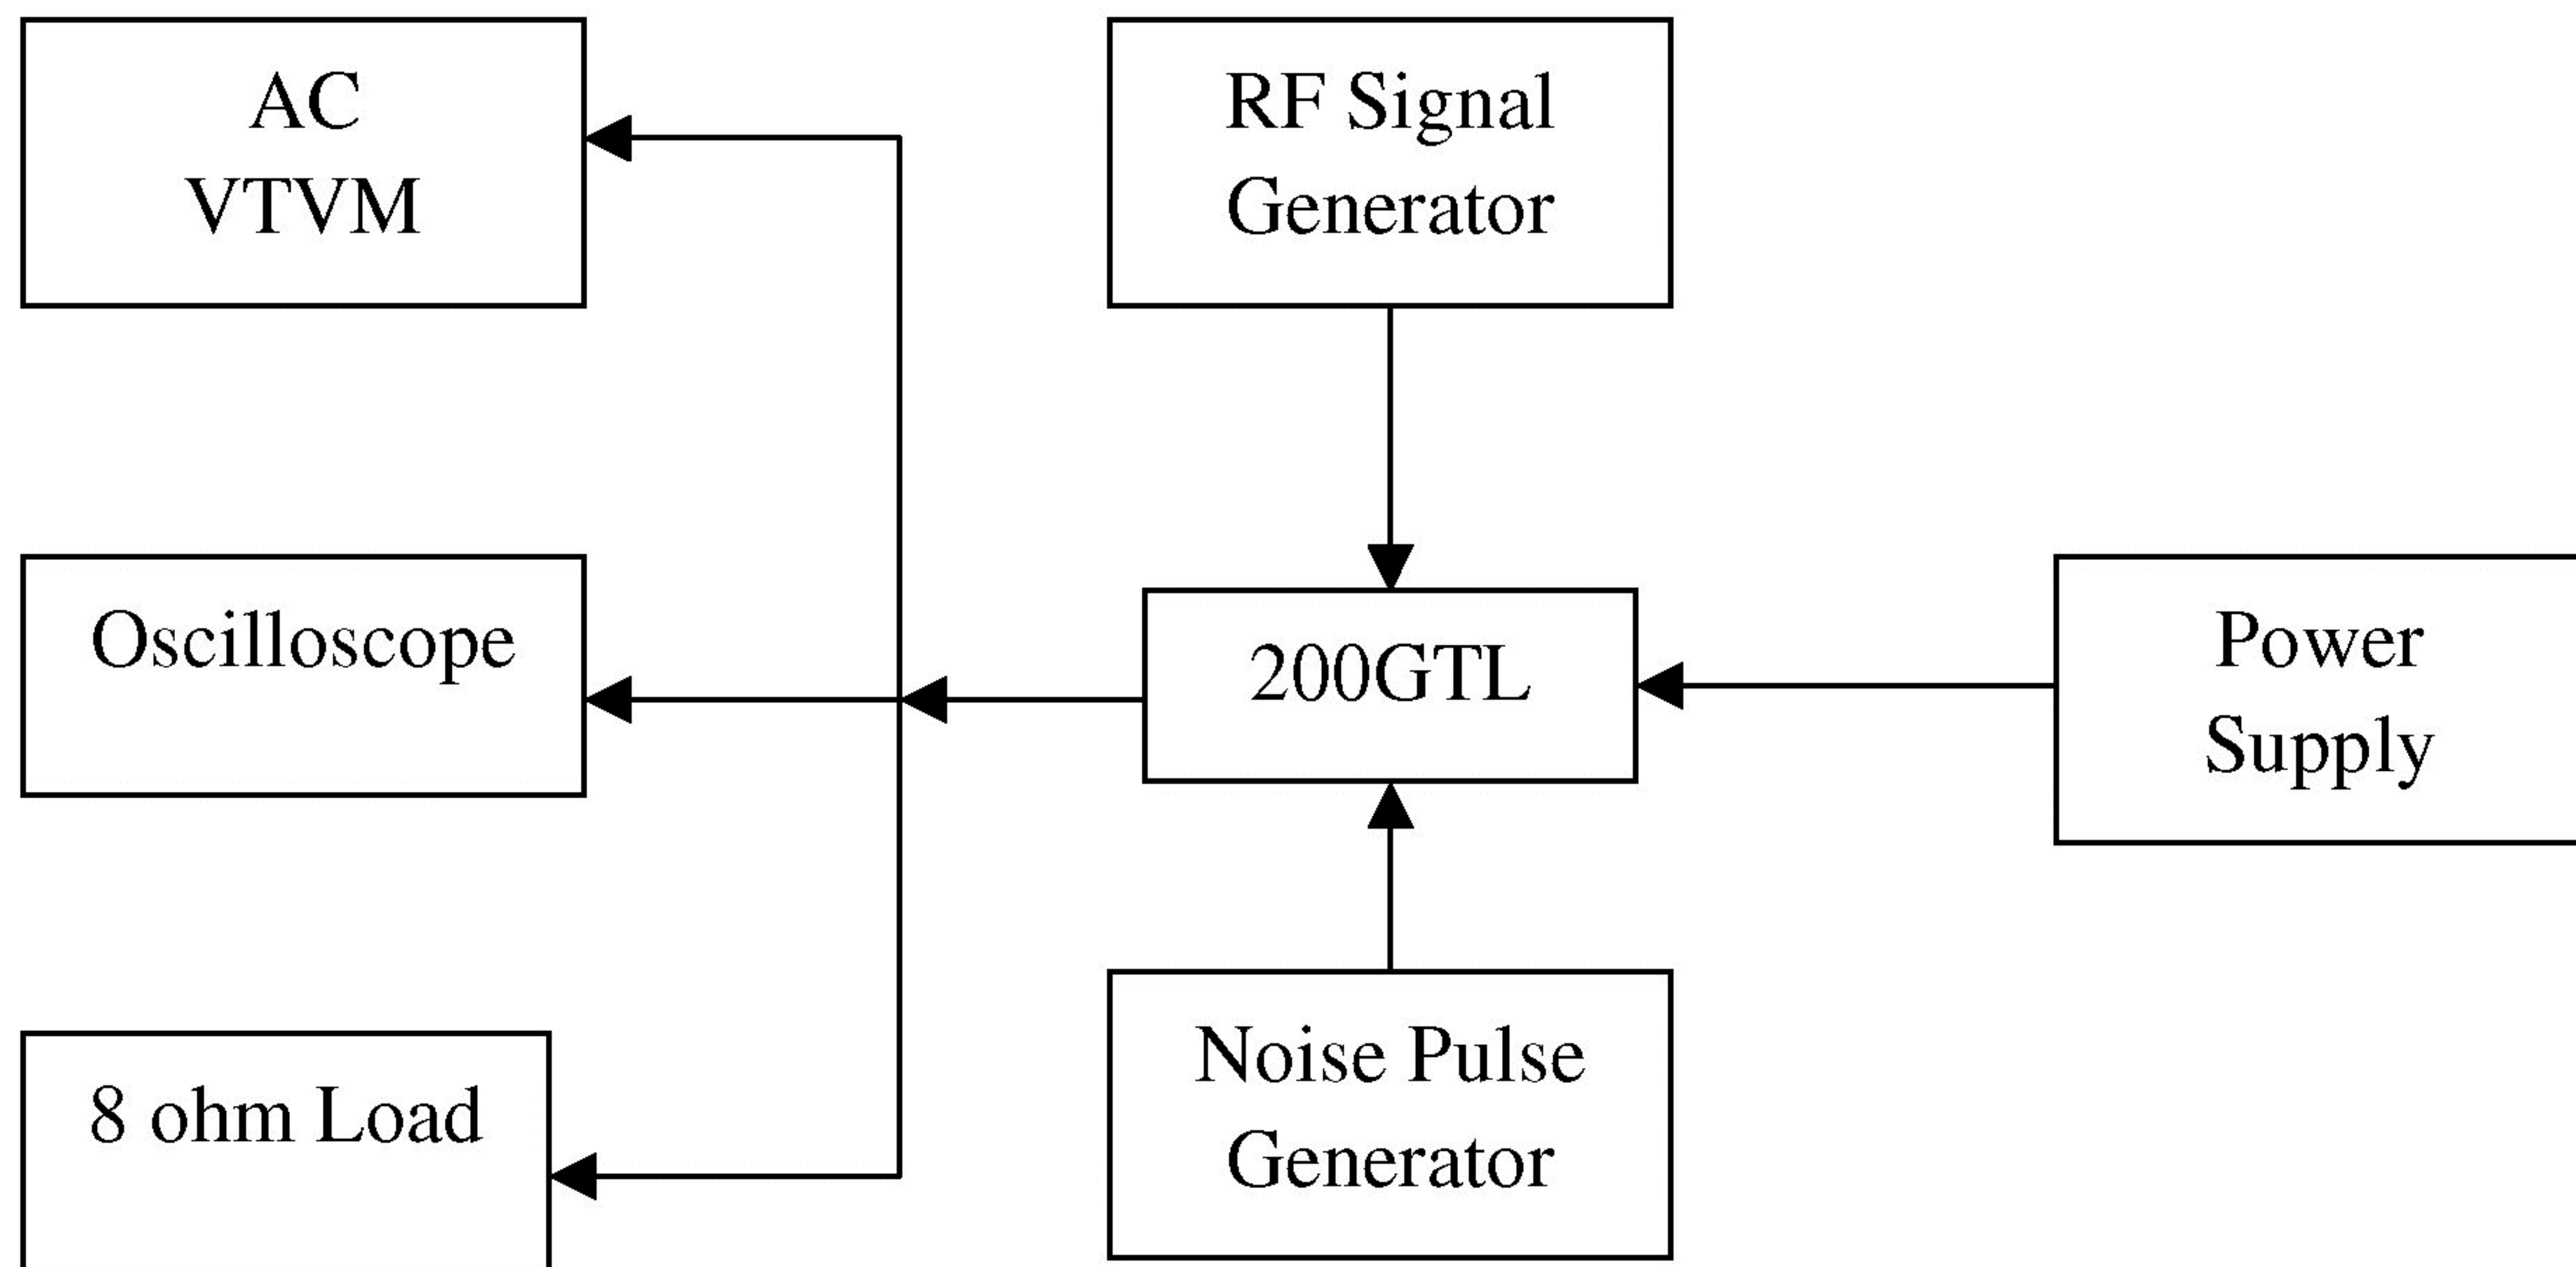 AC
VTVM
RF Signal
Generator
Oscilloscope
200GTL
Power
Supply
8 ohm Load
Noise Pulse
Generator